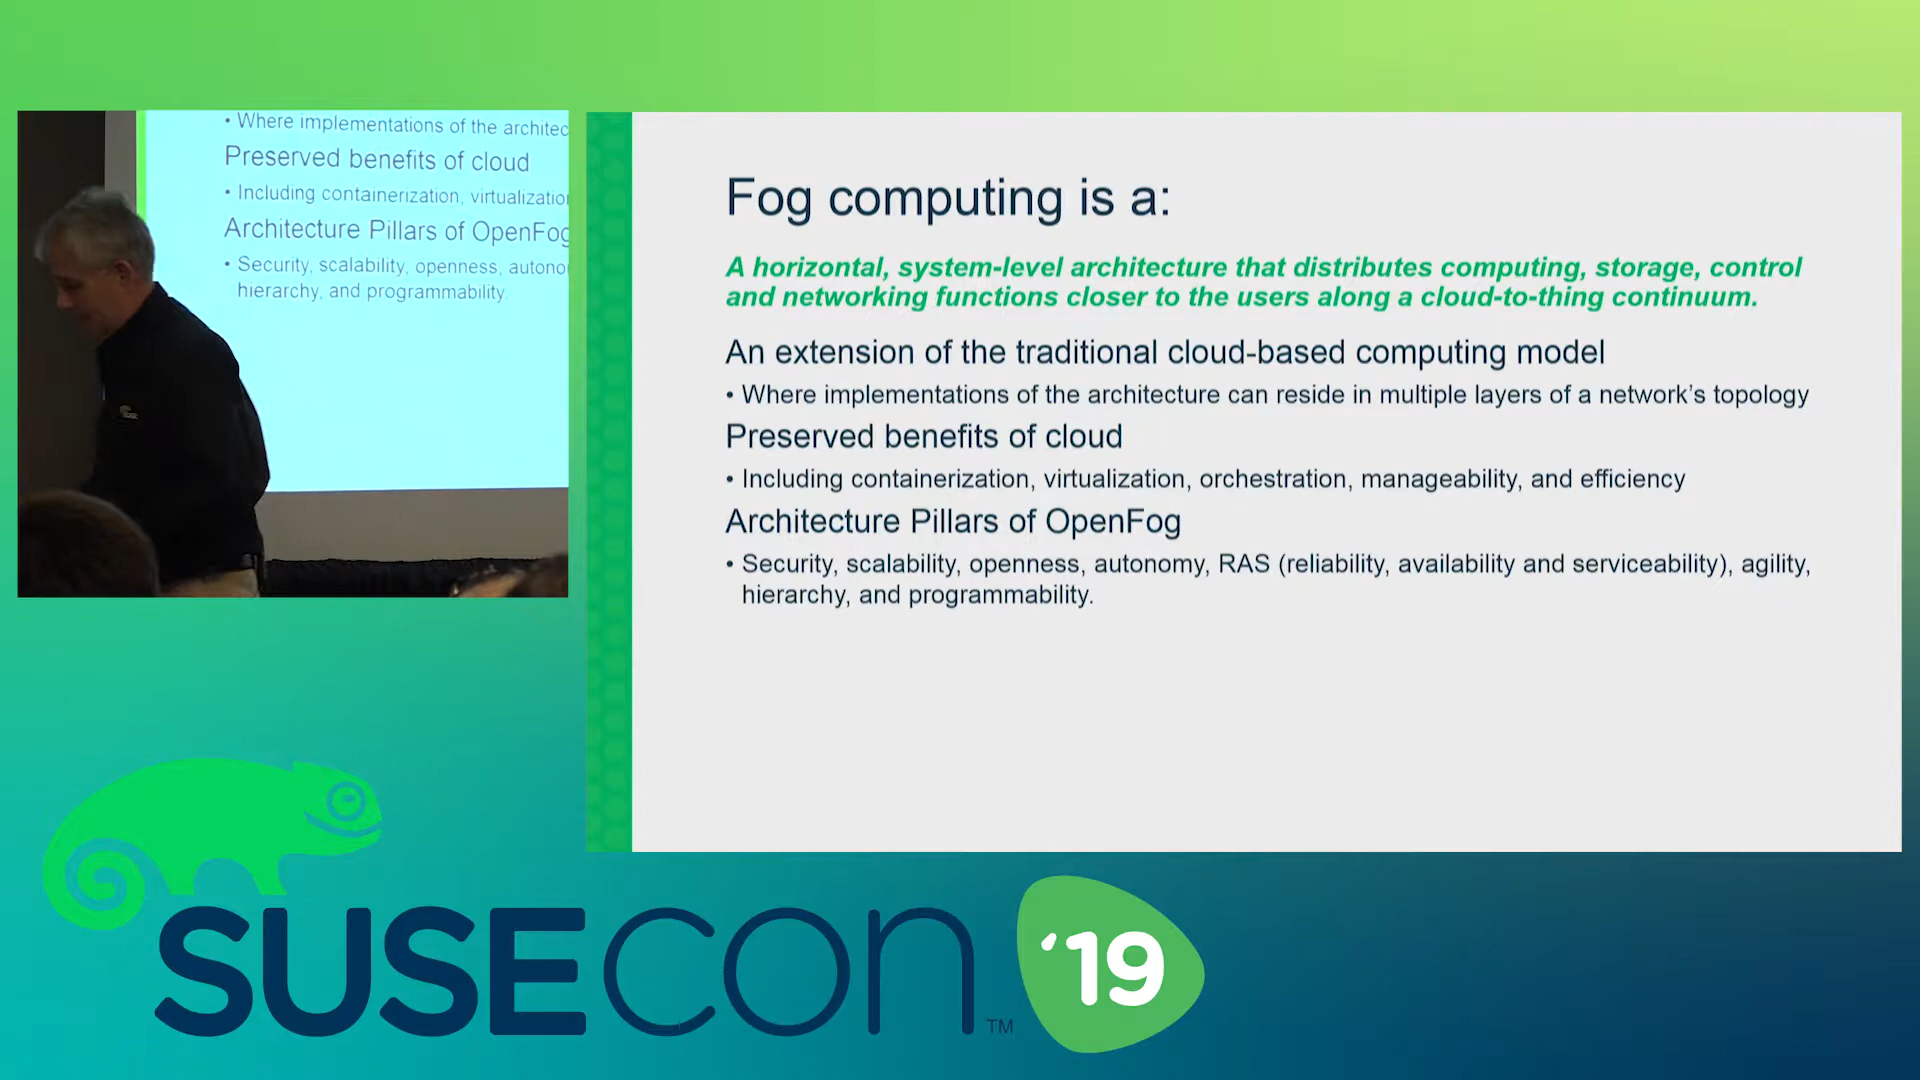 • Where implementations of the architec
Preserved benefits of cloud
• Including containerization, virtualizatio
Architecture Pillars of OpenFog
• Security, scalability, openness, autono
hierarchy, and programmability.
Fog computing is a:
A horizontal, system-level architecture that distributes computing, storage, control
and networking functions closer to the users along a cloud-to-thing continuum.
An extension of the traditional cloud-based computing model
• Where implementations of the architecture can reside in multiple layers of a network’s topology
Preserved benefits of cloud
• Including containerization, virtualization, orchestration, manageability, and efficiency
Architecture Pillars of OpenFog
• Security, scalability, openness, autonomy, RAS (reliability, availability and serviceability), agility,
hierarchy, and programmability.
SUSECON™ ‘19